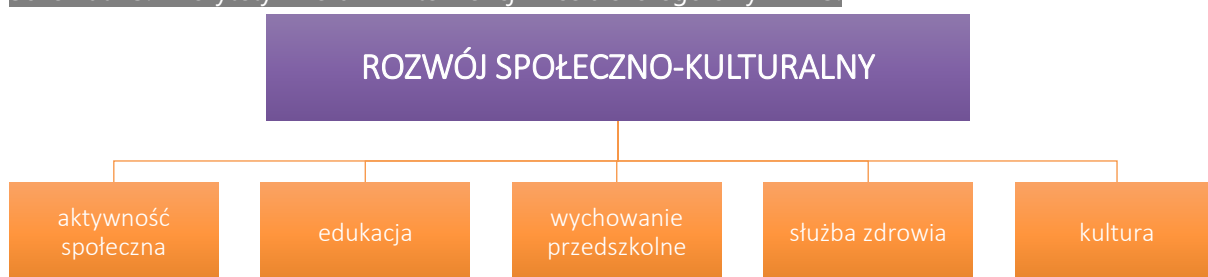 ROZWÓJ SPOŁECZNO-KULTURALNY
aktywność
społeczna
edukacja
wychowanie
przedszkolne
służba zdrowia
kultura